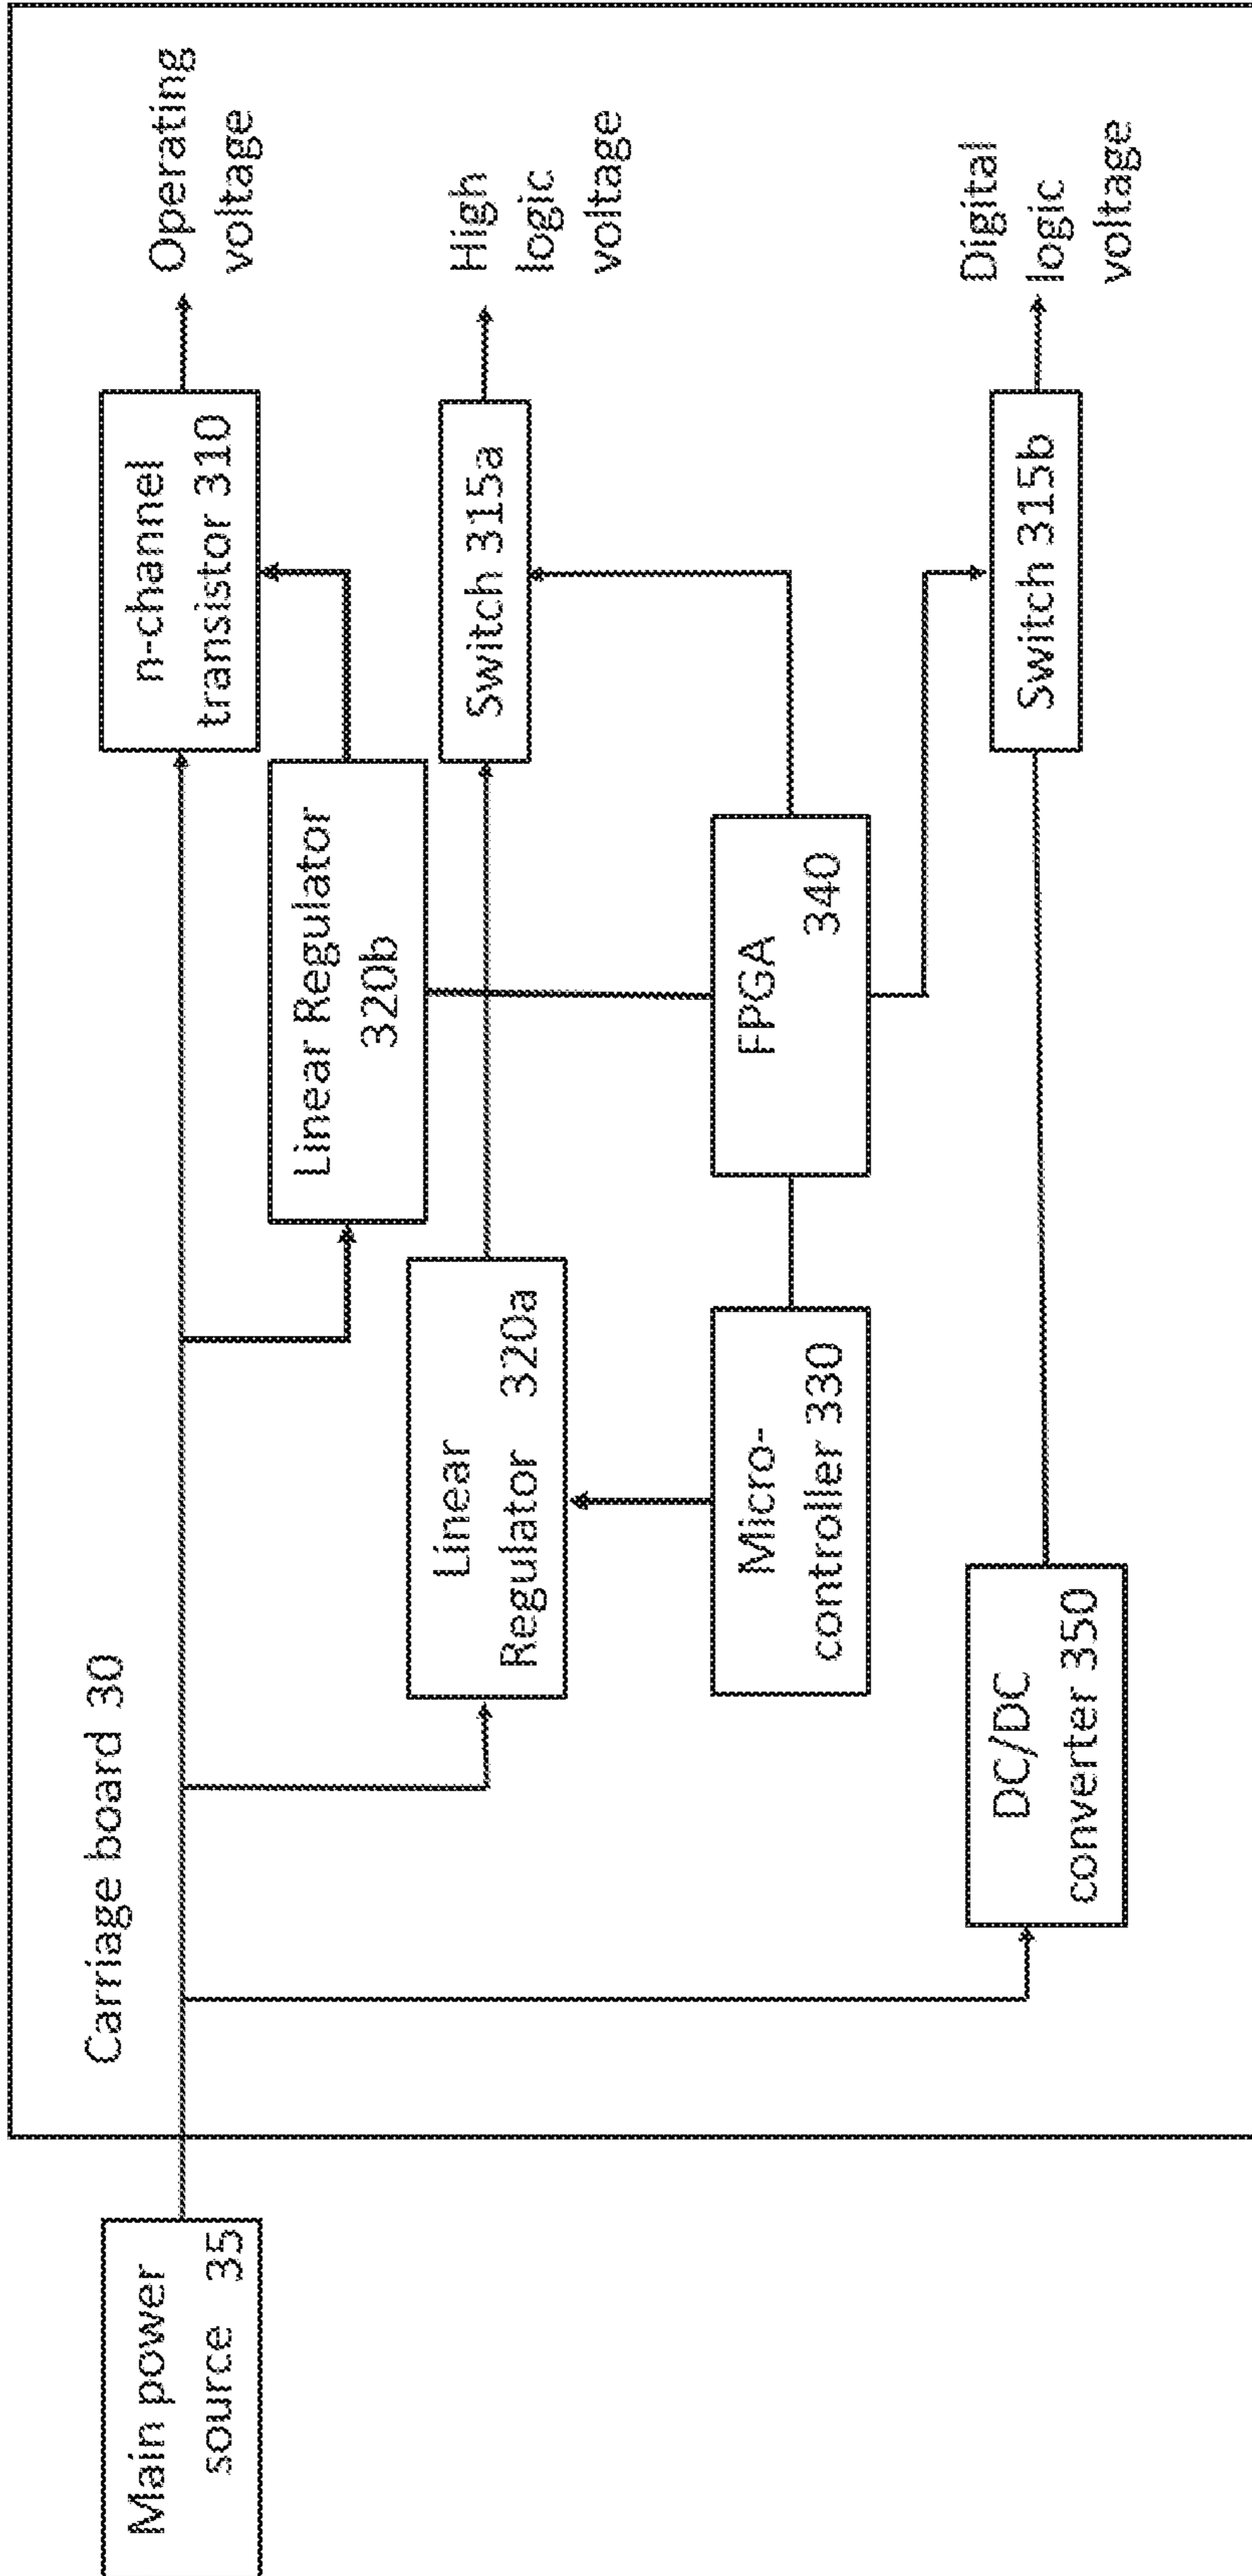 Carriage board 30
Main power
source 35
n-channel
transistor 310
Operating
voltage
Linear Regulator
320b
Linear
Regulator 320a
Switch 315a
High
logic
voltage
Micro-
controller 330
FPGA
340
DC/DC
converter 350
Switch 315b
Digital
logic
voltage